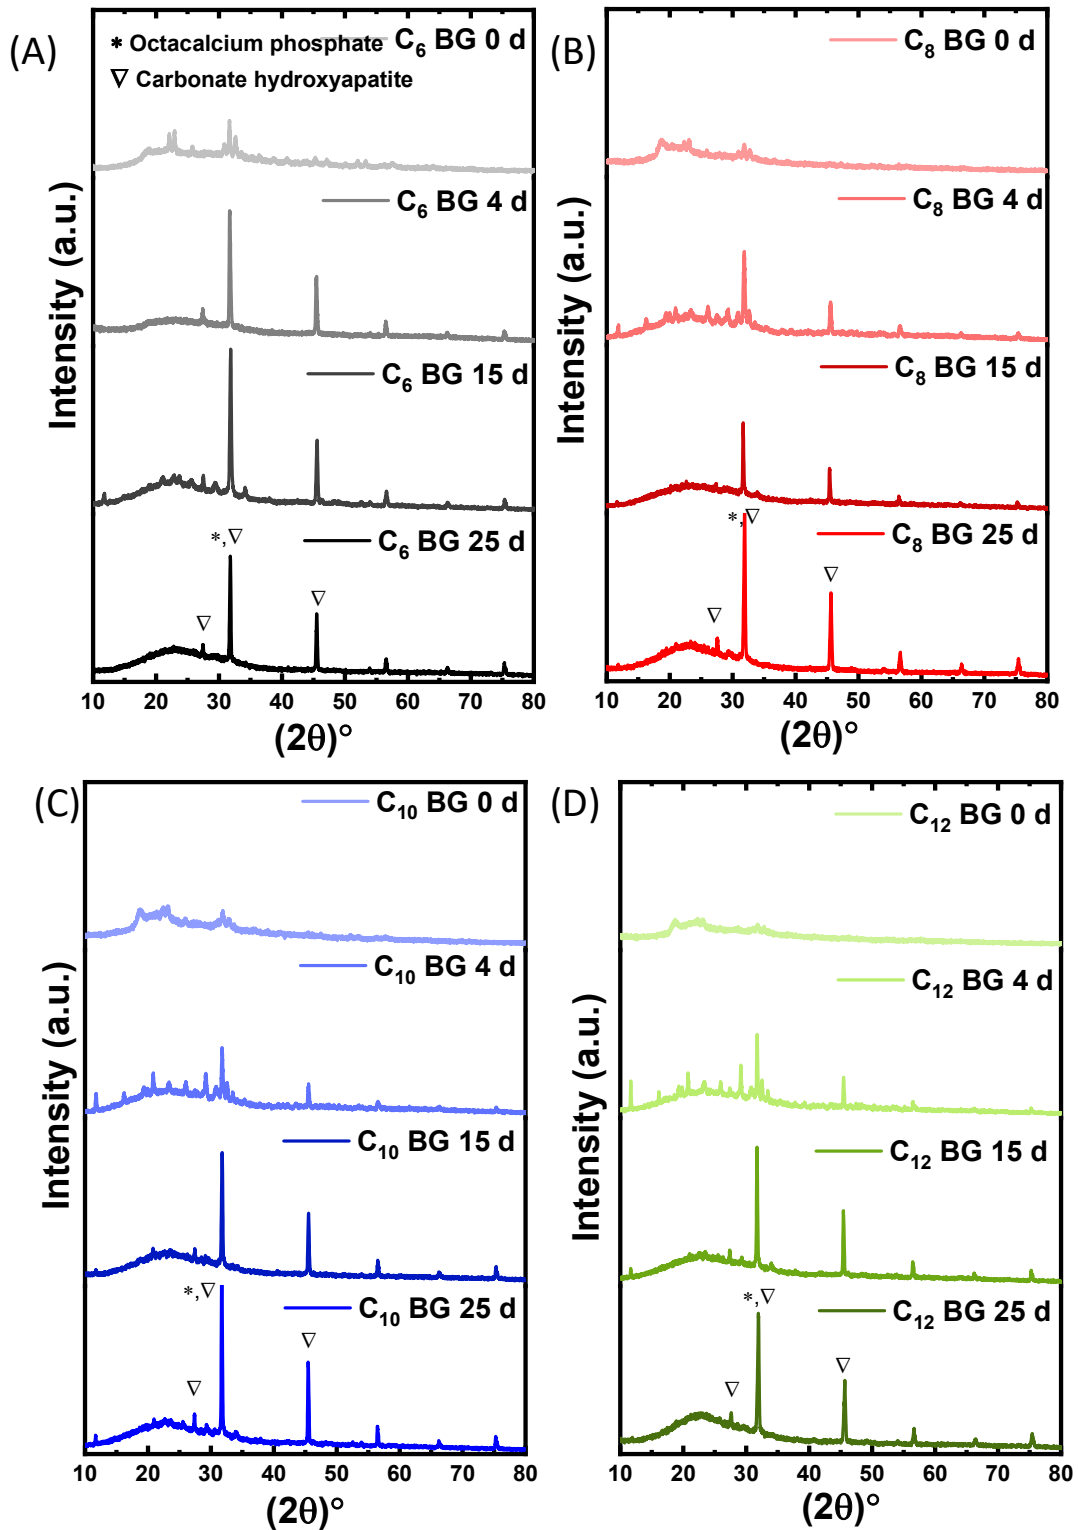 (A)
* Octacalcium phosphate
∇ Carbonate hydroxyapatite
C₆ BG 0 d
C₆ BG 4 d
C₆ BG 15 d
C₆ BG 25 d
*,∇
∇
∇
Intensity (a.u.)
10 20 30 40 50 60 70 80
(2θ)°
(B)
C₈ BG 0 d
C₈ BG 4 d
C₈ BG 15 d
C₈ BG 25 d
*,∇
∇
∇
Intensity (a.u.)
10 20 30 40 50 60 70 80
(2θ)°
(C)
C₁₀ BG 0 d
C₁₀ BG 4 d
C₁₀ BG 15 d
C₁₀ BG 25 d
*,∇
∇
∇
Intensity (a.u.)
10 20 30 40 50 60 70 80
(2θ)°
(D)
C₁₂ BG 0 d
C₁₂ BG 4 d
C₁₂ BG 15 d
C₁₂ BG 25 d
*,∇
∇
∇
Intensity (a.u.)
10 20 30 40 50 60 70 80
(2θ)°